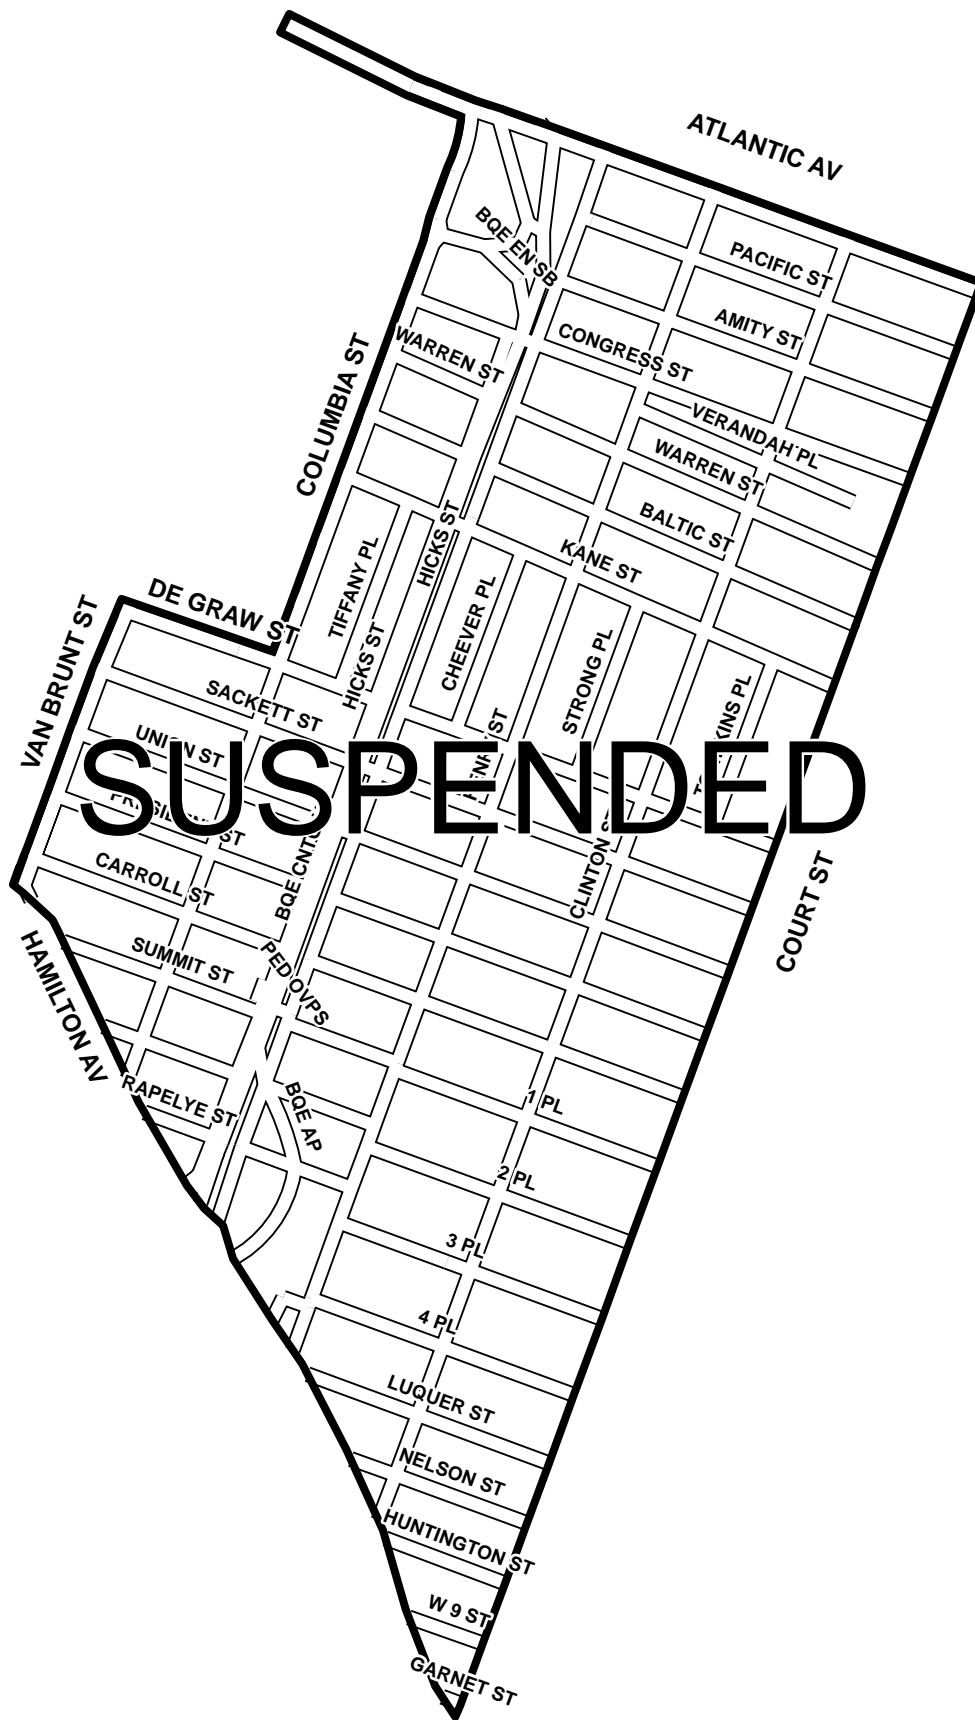 ATLANTIC AV
PACIFIC ST
BQE EN SB
AMITY ST
CONGRESS ST
WARREN ST
COLUMBIA ST
VERANDAH PL
WARREN ST
BALTIC ST
HICKS ST
KANE ST
TIFFANY PL
CHEEVER PL
DE GRAW ST
VAN BRUNT ST
HICKS ST
STRONG PL
SACKETT ST
UNION ST
SUSPENDED
CARROLL ST
BQE CNTS
CLINTON ST
COURT ST
HAMILTON AV
SUMMIT ST
PED OVPS
RAPELYE ST
BQE AP
1 PL
2 PL
3 PL
4 PL
LUQUER ST
NELSON ST
HUNTINGTON ST
W 9 ST
GARNET ST